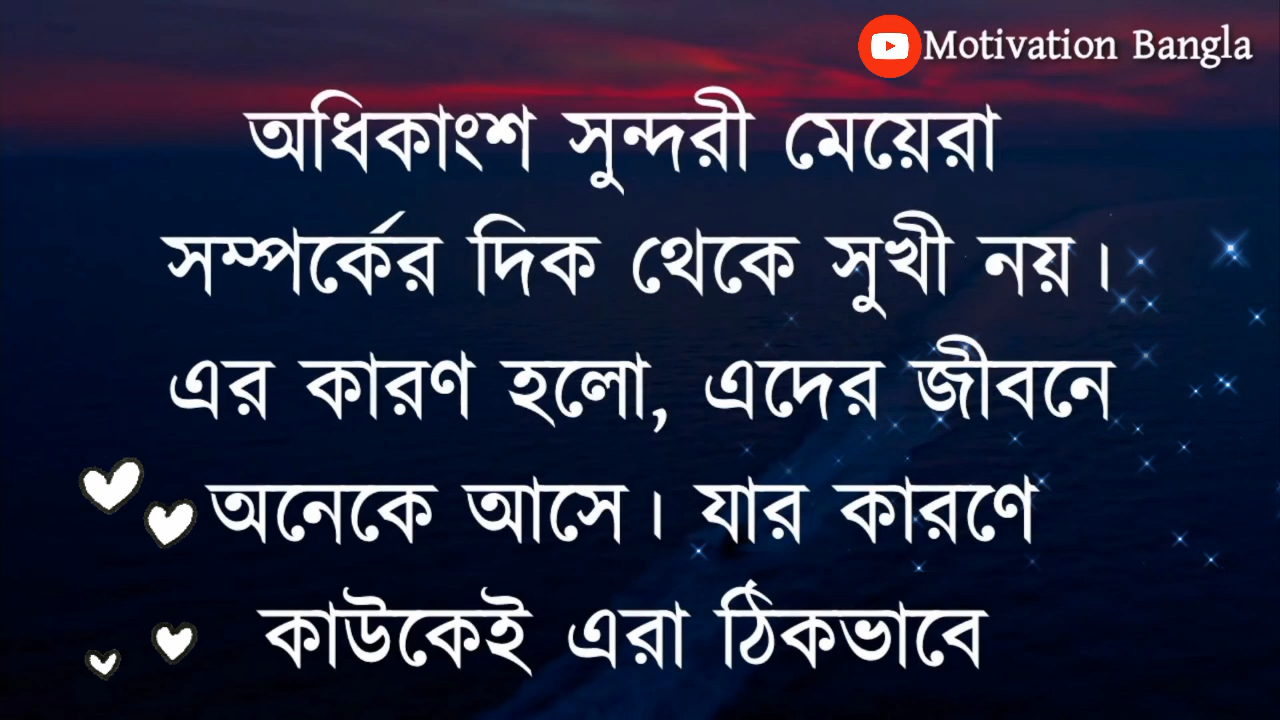 Motivation Bangla
অধিকাংশ সুন্দরী মেয়েরা
সম্পর্কের দিক থেকে সুখী নয়।
এর কারণ হলো, এদের জীবনে
অনেকে আসে। যার কারণে
কাউকেই এরা ঠিকভাবে